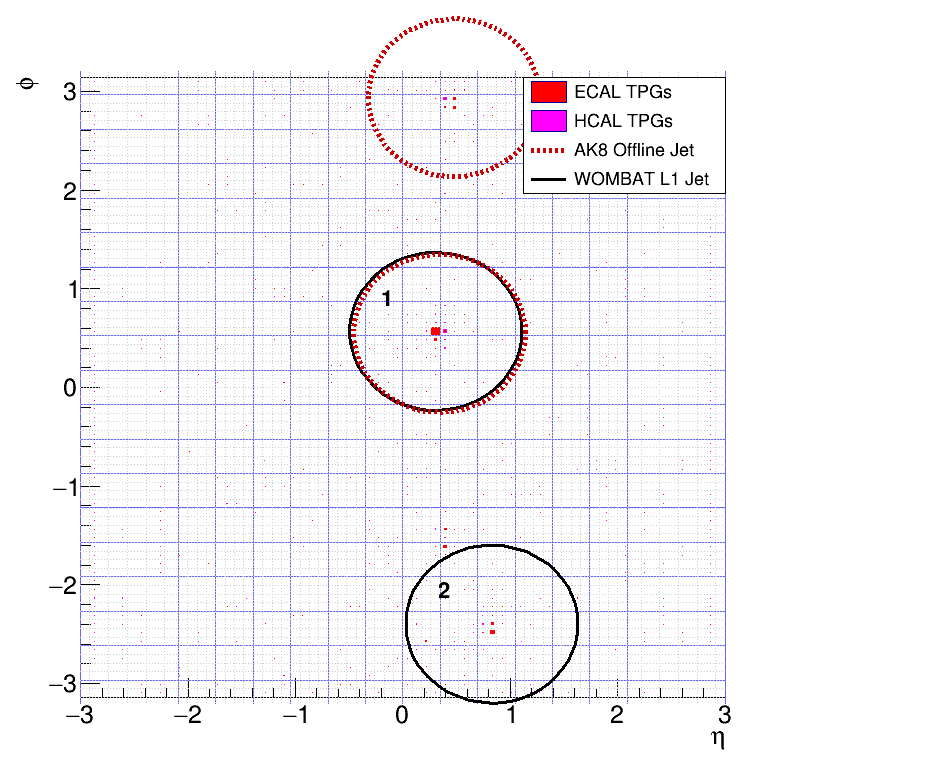 ϕ
3
2
1
0
−1
−2
−3
ECAL TPGs
HCAL TPGs
AK8 Offline Jet
WOMBAT L1 Jet
1
2
−3 −2 −1 0 1 2 3
η